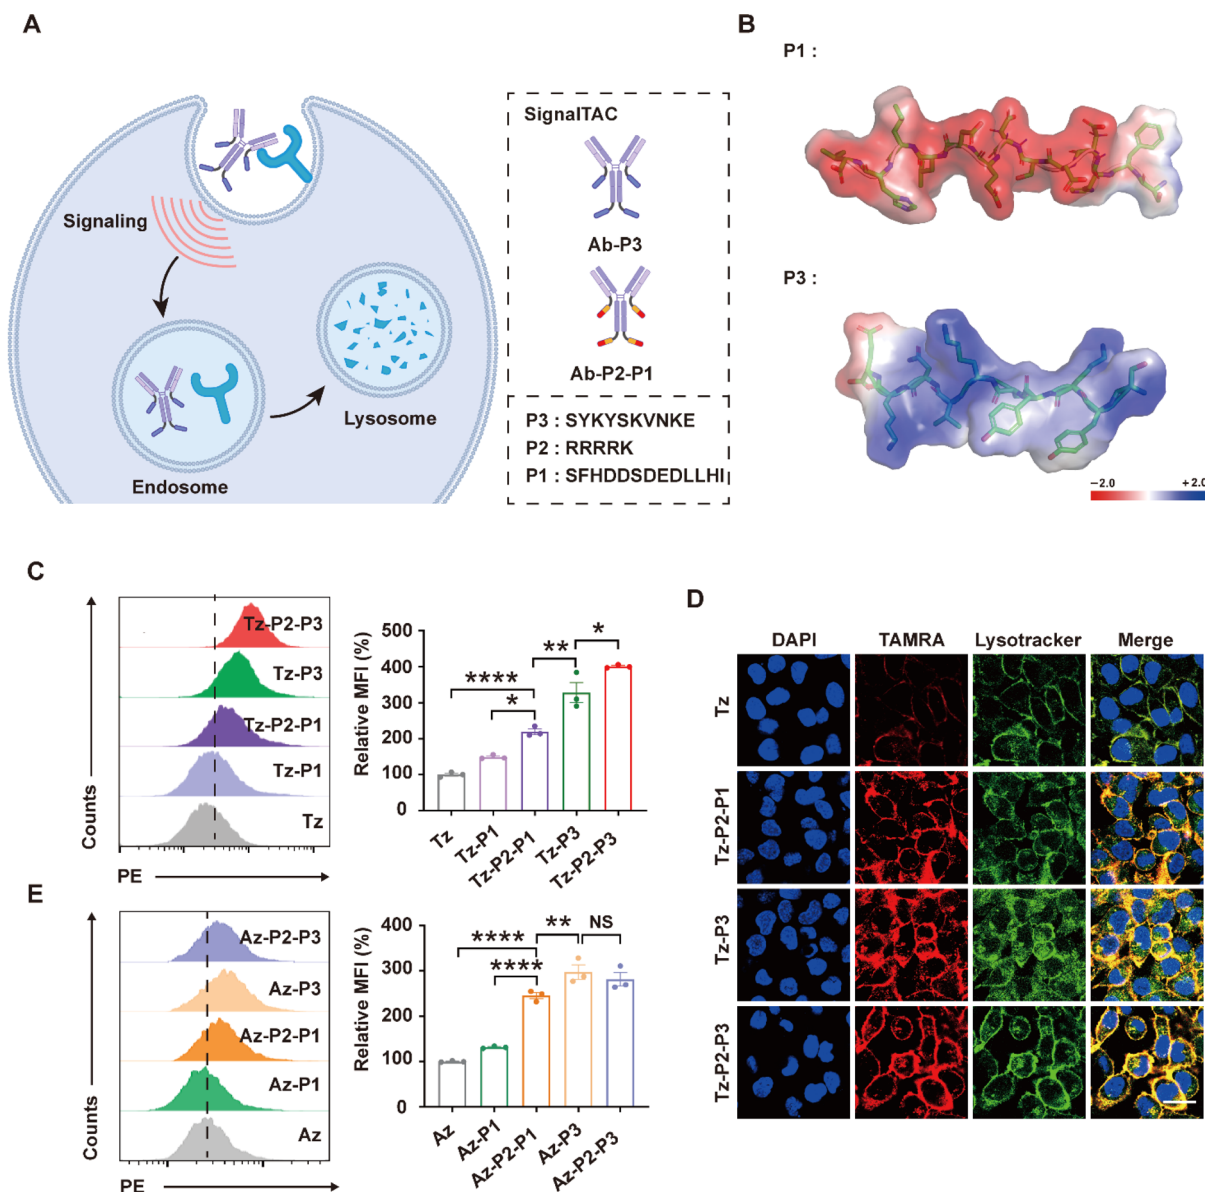 A
Signaling
Endosome
Lysosome
SignalTAC
Ab-P3
Ab-P2-P1
P3 : SYKYSKVNKE
P2 : RRRRK
P1 : SFHDDSDEDLLHI
B
P1 :
P3 :
−2.0 +2.0
C
Counts
Tz-P2-P3
Tz-P3
Tz-P2-P1
Tz-P1
Tz
PE
Relative MFI (%)
500
400
300
200
100
0
****
*
**
*
Tz
Tz-P1
Tz-P2-P1
Tz-P3
Tz-P2-P3
D
DAPI TAMRA Lysotracker Merge
Tz
Tz-P2-P1
Tz-P3
Tz-P2-P3
E
Counts
Az-P2-P3
Az-P3
Az-P2-P1
Az-P1
Az
PE
Relative MFI (%)
400
300
200
100
0
****
****
**
NS
Az
Az-P1
Az-P2-P1
Az-P3
Az-P2-P3